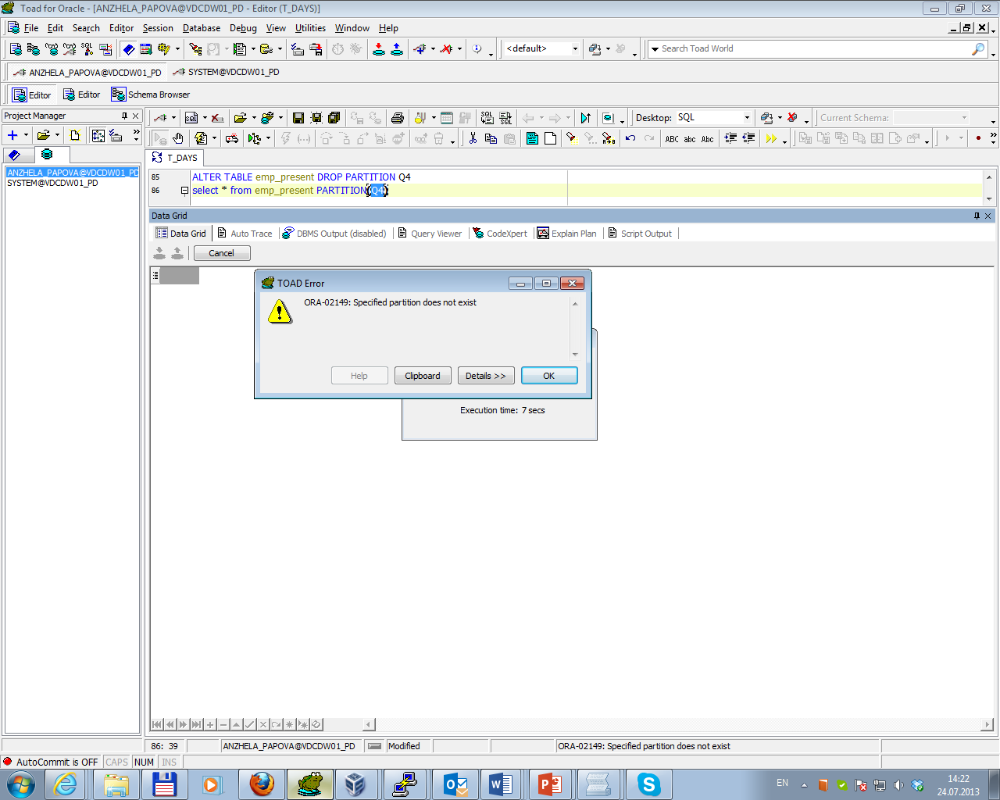 Toad for Oracle - [ANZHELA_PAPOVA@VDCDW01_PD - Editor (T_DAYS)]
File Edit Search Editor Session Database Debug View Utilities Window Help
<default> Search Toad World
ANZHELA_PAPOVA@VDCDW01_PD SYSTEM@VDCDW01_PD
Editor Editor Schema Browser
Project Manager
SQL SQL SQL Desktop: SQL Current Schema:
ABC abc Abc
T_DAYS
ANZHELA_PAPOVA@VDCDW01_PD
SYSTEM@VDCDW01_PD
85 ALTER TABLE emp_present DROP PARTITION Q4
86 select * from emp_present PARTITION(Q4)
Data Grid
Data Grid Auto Trace DBMS Output (disabled) Query Viewer CodeXpert Explain Plan Script Output
Cancel
TOAD Error
ORA-02149: Specified partition does not exist
Help Clipboard Details >> OK
Execution time: 7 secs
86: 39 ANZHELA_PAPOVA@VDCDW01_PD Modified ORA-02149: Specified partition does not exist
AutoCommit is OFF CAPS NUM INS
EN 14:22
24.07.2013